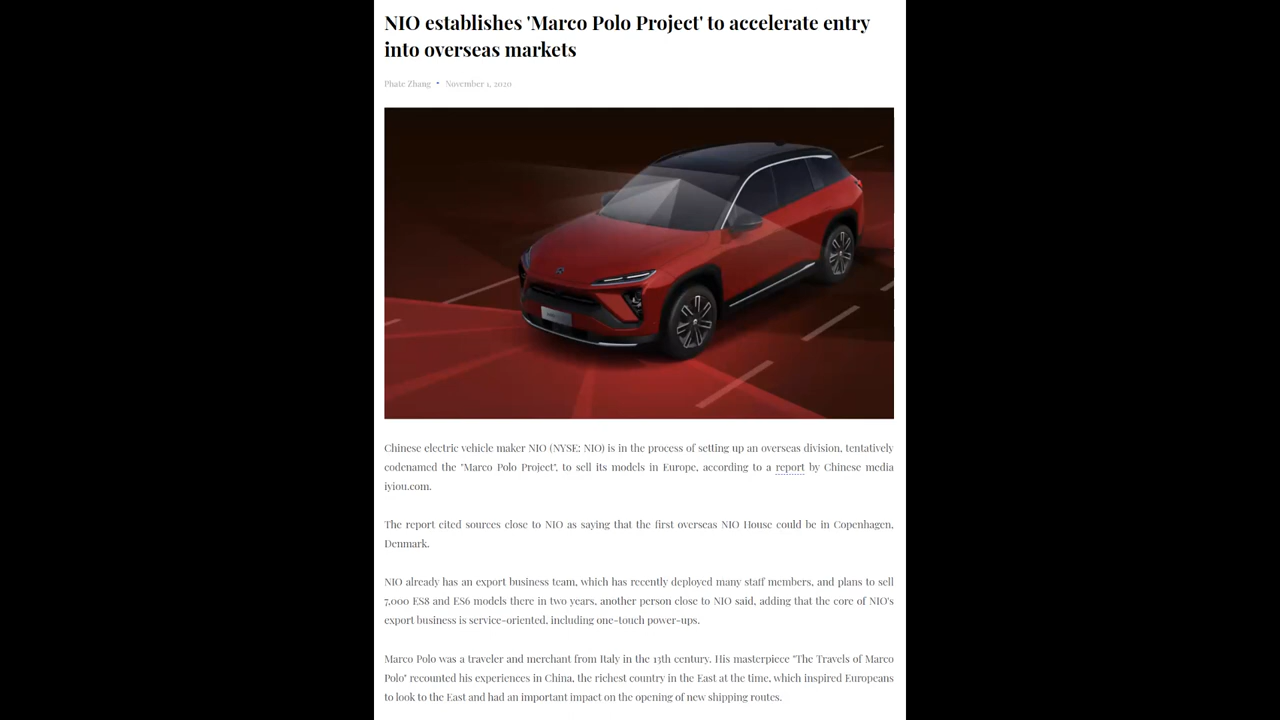 NIO establishes 'Marco Polo Project' to accelerate entry
into overseas markets
Phate Zhang • November 1, 2020
Chinese electric vehicle maker NIO (NYSE: NIO) is in the process of setting up an overseas division, tentatively
codenamed the "Marco Polo Project", to sell its models in Europe, according to a report by Chinese media
iyiou.com.
The report cited sources close to NIO as saying that the first overseas NIO House could be in Copenhagen,
Denmark.
NIO already has an export business team, which has recently deployed many staff members, and plans to sell
7,000 ES8 and ES6 models there in two years, another person close to NIO said, adding that the core of NIO's
export business is service-oriented, including one-touch power-ups.
Marco Polo was a traveler and merchant from Italy in the 13th century. His masterpiece "The Travels of Marco
Polo" recounted his experiences in China, the richest country in the East at the time, which inspired Europeans
to look to the East and had an important impact on the opening of new shipping routes.